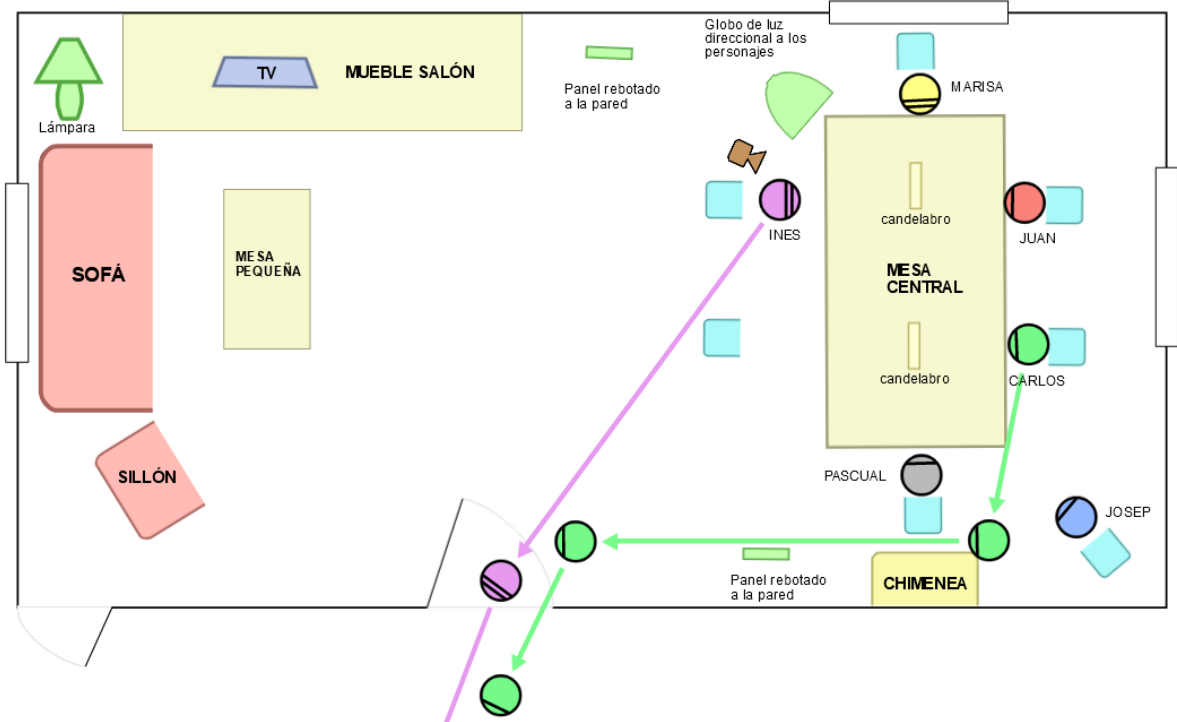 Globo de luz
direccional a los
personajes
TV
MUEBLE SALÓN
Panel rebotado
a la pared
MARISA
Lámpara
candelabro
INES
JUAN
SOFÁ
MESA
PEQUEÑA
MESA
CENTRAL
candelabro
CARLOS
SILLÓN
PASCUAL
JOSEP
Panel rebotado
a la pared
CHIMENEA